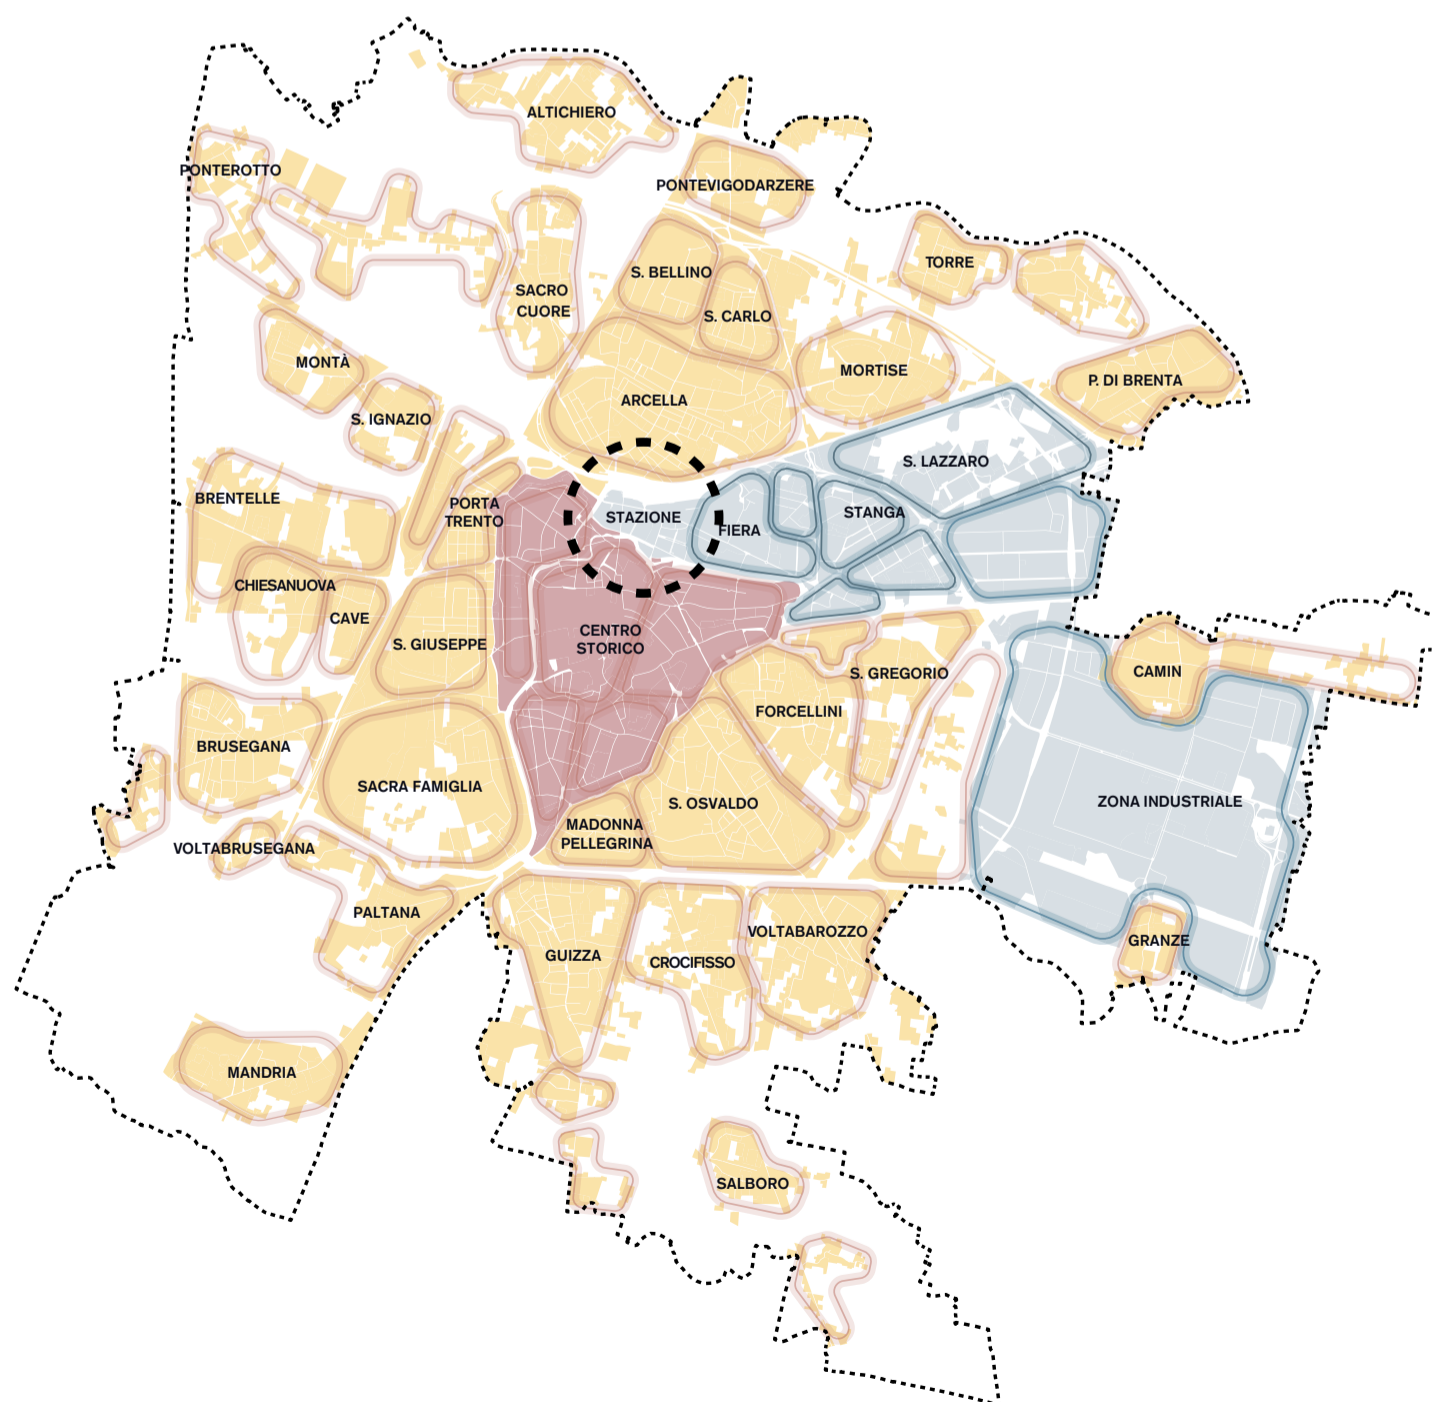 ALTICHIERO
PONTEROTTO
PONTEVIGODARZERE
TORRE
S. BELLINO
SACRO
CUORE
S. CARLO
MONTÀ
MORTISE
P. DI BRENTA
ARCELLA
S. IGNAZIO
S. LAZZARO
BRENTELLE
PORTA
TRENTO
STAZIONE
FIERA
STANGA
CHIESANUOVA
CAVE
S. GIUSEPPE
CENTRO
STORICO
S. GREGORIO
CAMIN
FORCELLINI
BRUSEGANA
SACRA FAMIGLIA
S. OSVALDO
ZONA INDUSTRIALE
MADONNA
PELLEGRINA
VOLTABRUSEGANA
PALTANA
VOLTABAROZZO
GRANZE
GUIZZA
CROCIFISSO
MANDRIA
SALBORO